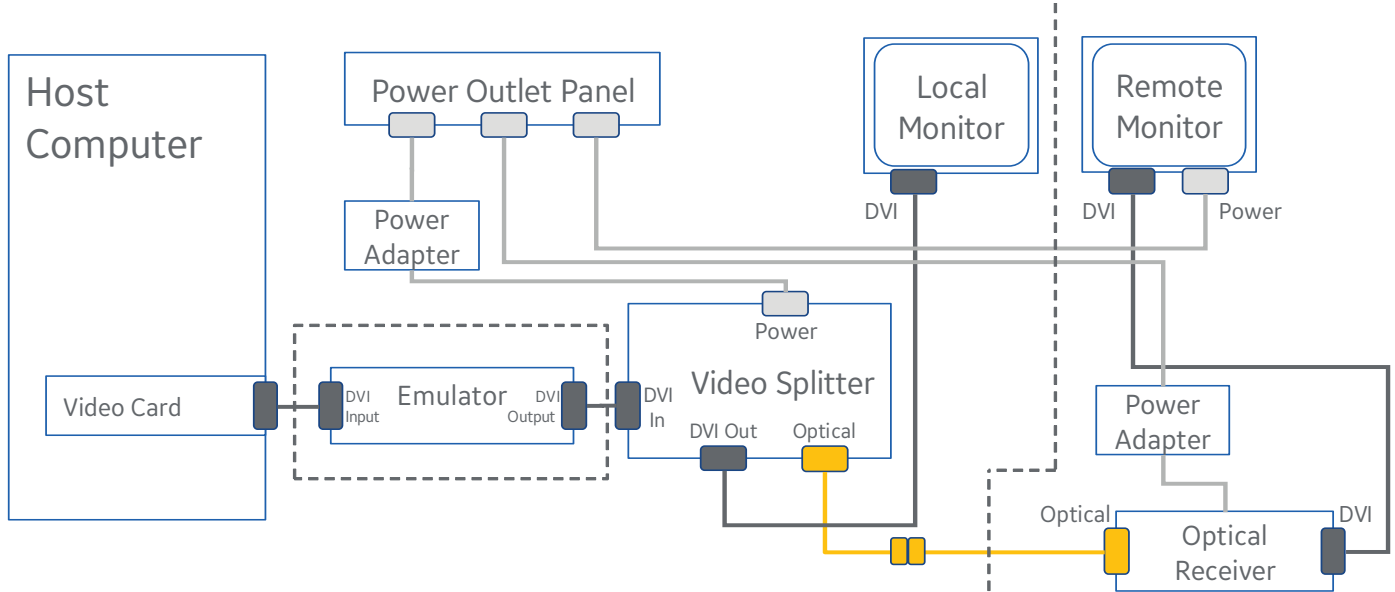 Host
Computer
Power Outlet Panel
Local
Monitor
Remote
Monitor
DVI
DVI
Power
Power
Adapter
Power
Video Splitter
Video Card
DVI
Input
Emulator
DVI
Output
DVI
In
DVI Out
Optical
Power
Adapter
Optical
DVI
Optical
Receiver